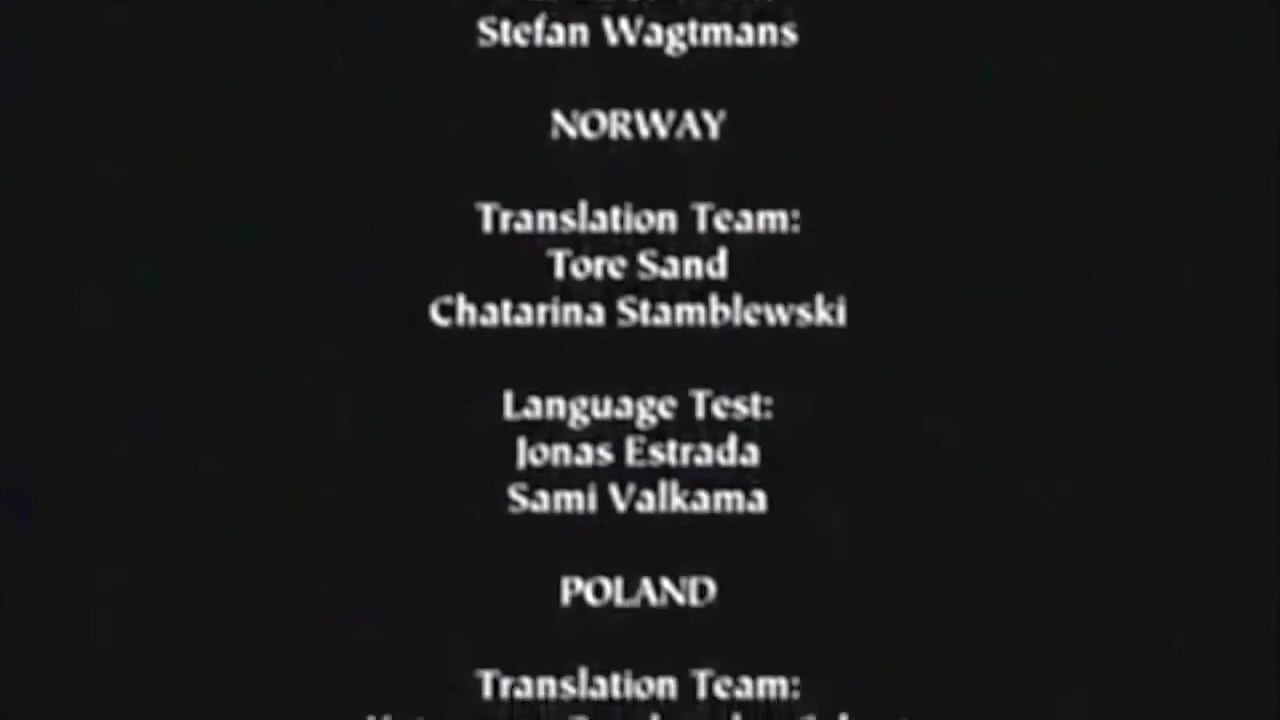 Stefan Wagtmans
NORWAY
Translation Team:
Tore Sand
Chatarina Stamblewski
Language Test:
Jonas Estrada
Sami Valkama
POLAND
Translation Team: